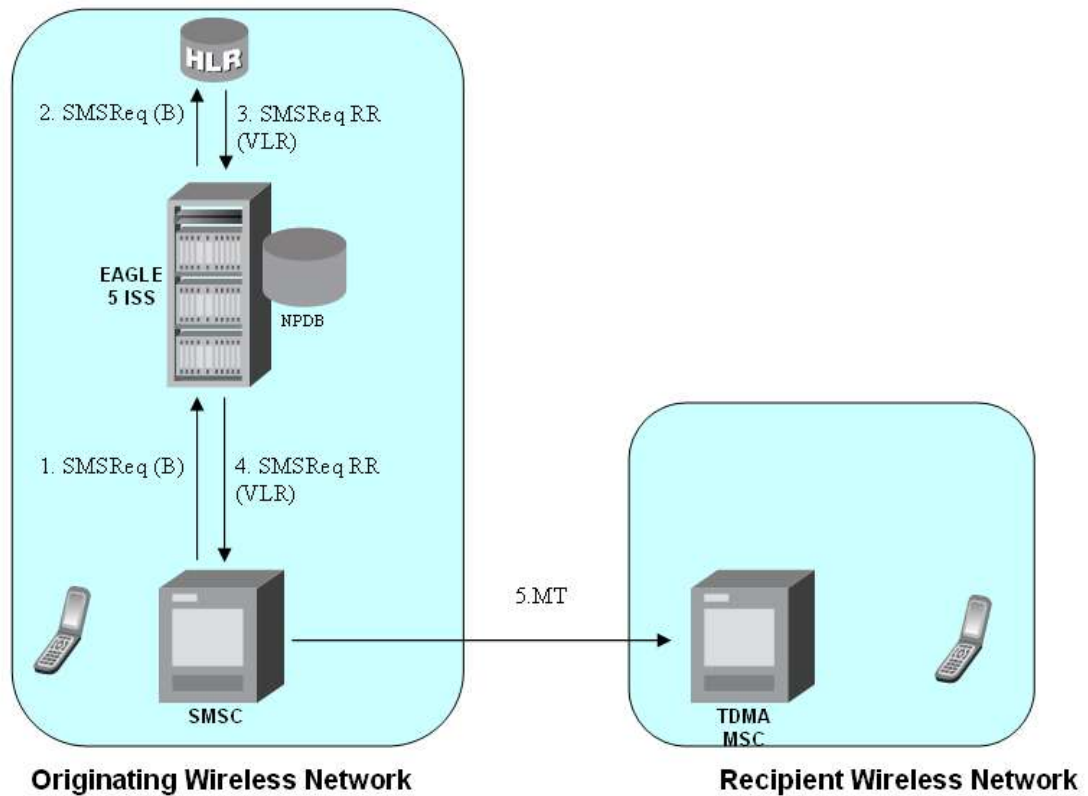 HLR
2. SMSReq (B)
3. SMSReq RR
(VLR)
EAGLE
5 ISS
NPDB
1. SMSReq (B)
4. SMSReq RR
(VLR)
5.MT
SMSC
TDMA
MSC
Originating Wireless Network
Recipient Wireless Network